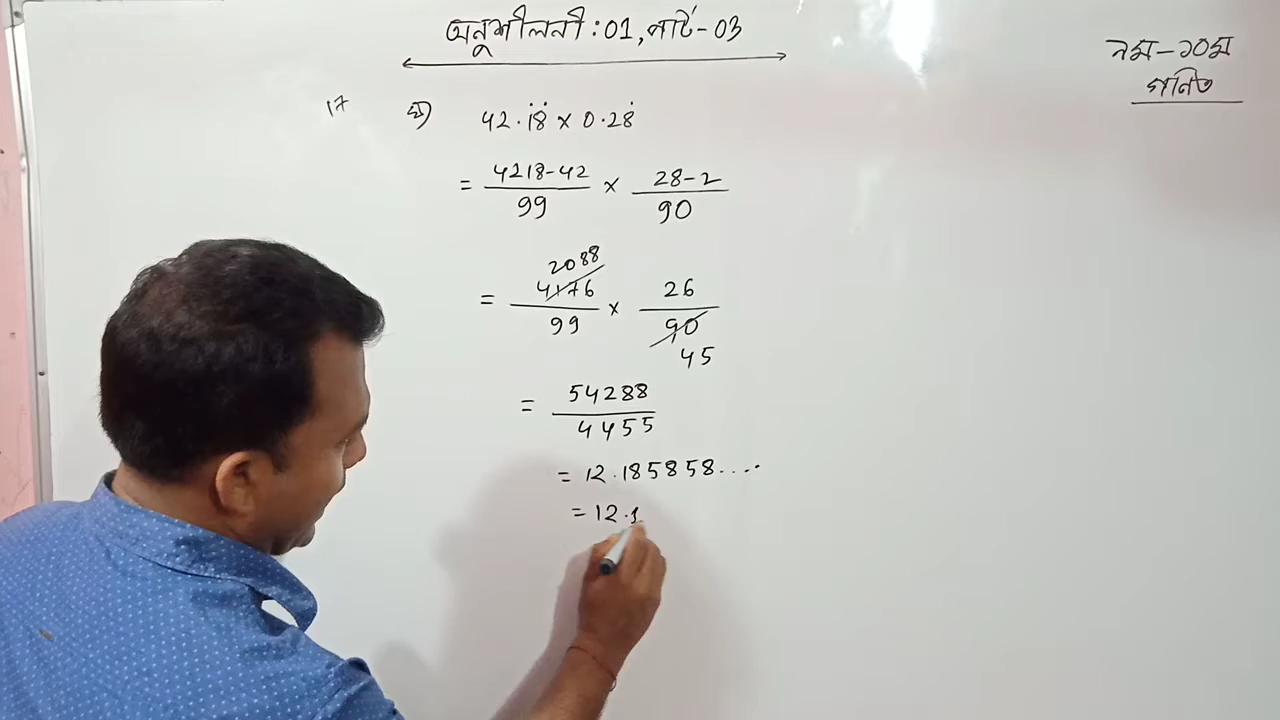 অনুশীলনী : 01, পার্ট - 03
নবম - ১০ম
গণিত
17 ঘ) 42.1̇8̇ × 0.28̇
= (4218-42)/99 × (28-2)/90
2088
= 4176/99 × 26/90
45
= 54288/4455
= 12.185858....
= 12.1